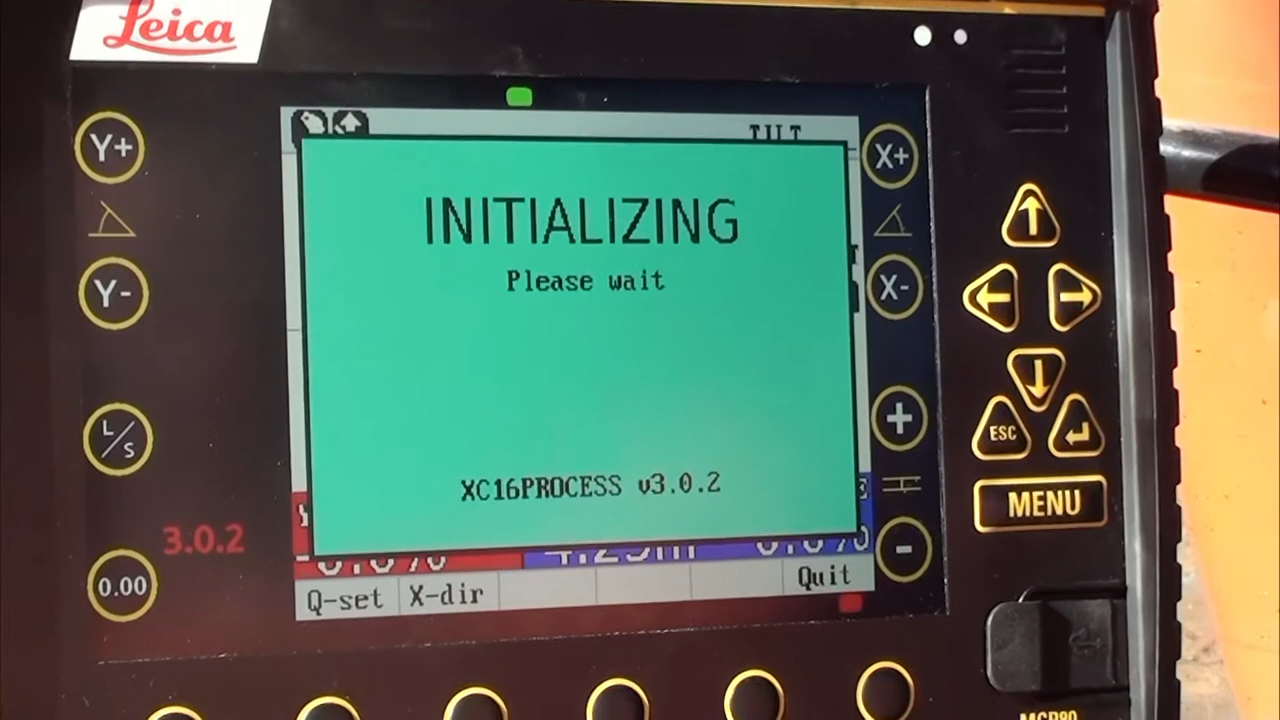 Leica
TILT
Y+
X+
INITIALIZING
Please wait
Y-
X-
L/S
+
ESC
XC16PROCESS v3.0.2
MENU
3.0.2
-
0.00
Q-set
X-dir
Quit